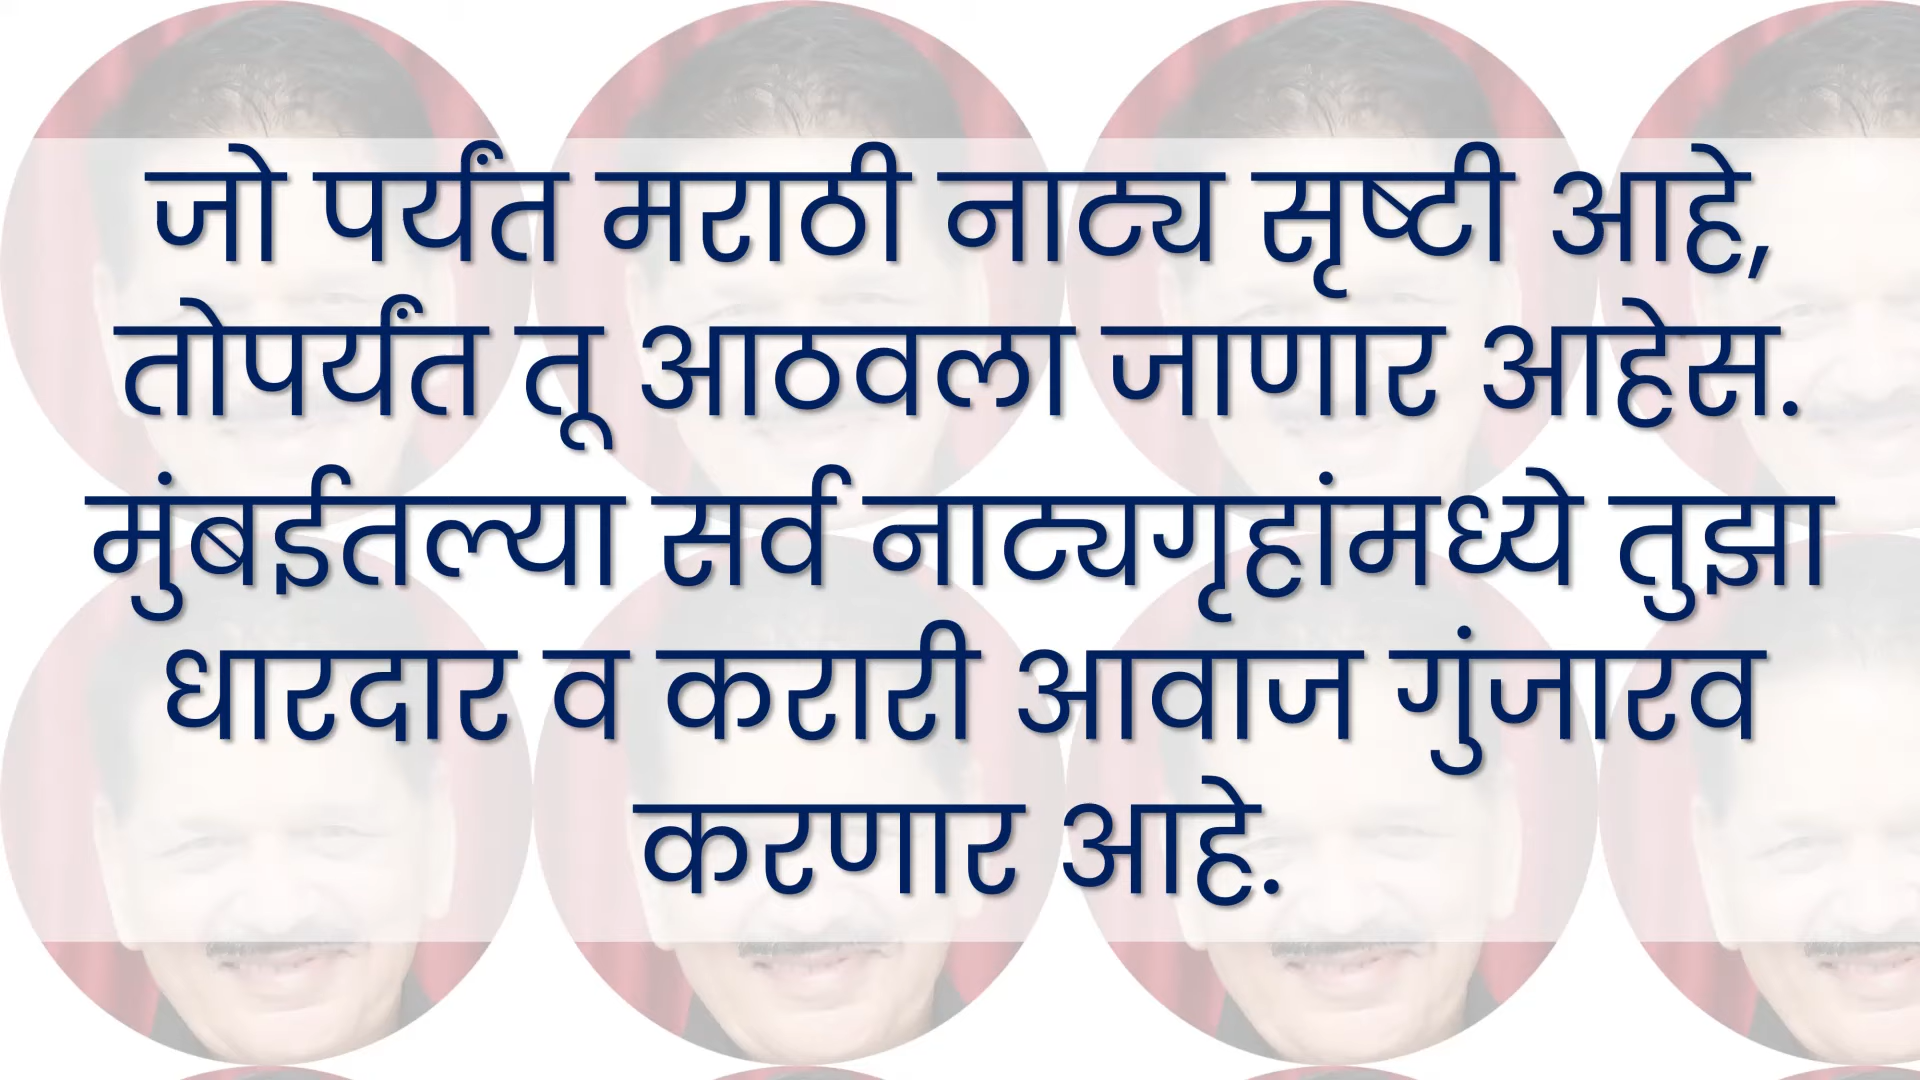 जो पर्यंत मराठी नाट्य सृष्टी आहे,
तोपर्यंत तू आठवला जाणार आहेस.
मुंबईतल्या सर्व नाट्यगृहांमध्ये तुझा
धारदार व करारी आवाज गुंजारव
करणार आहे.